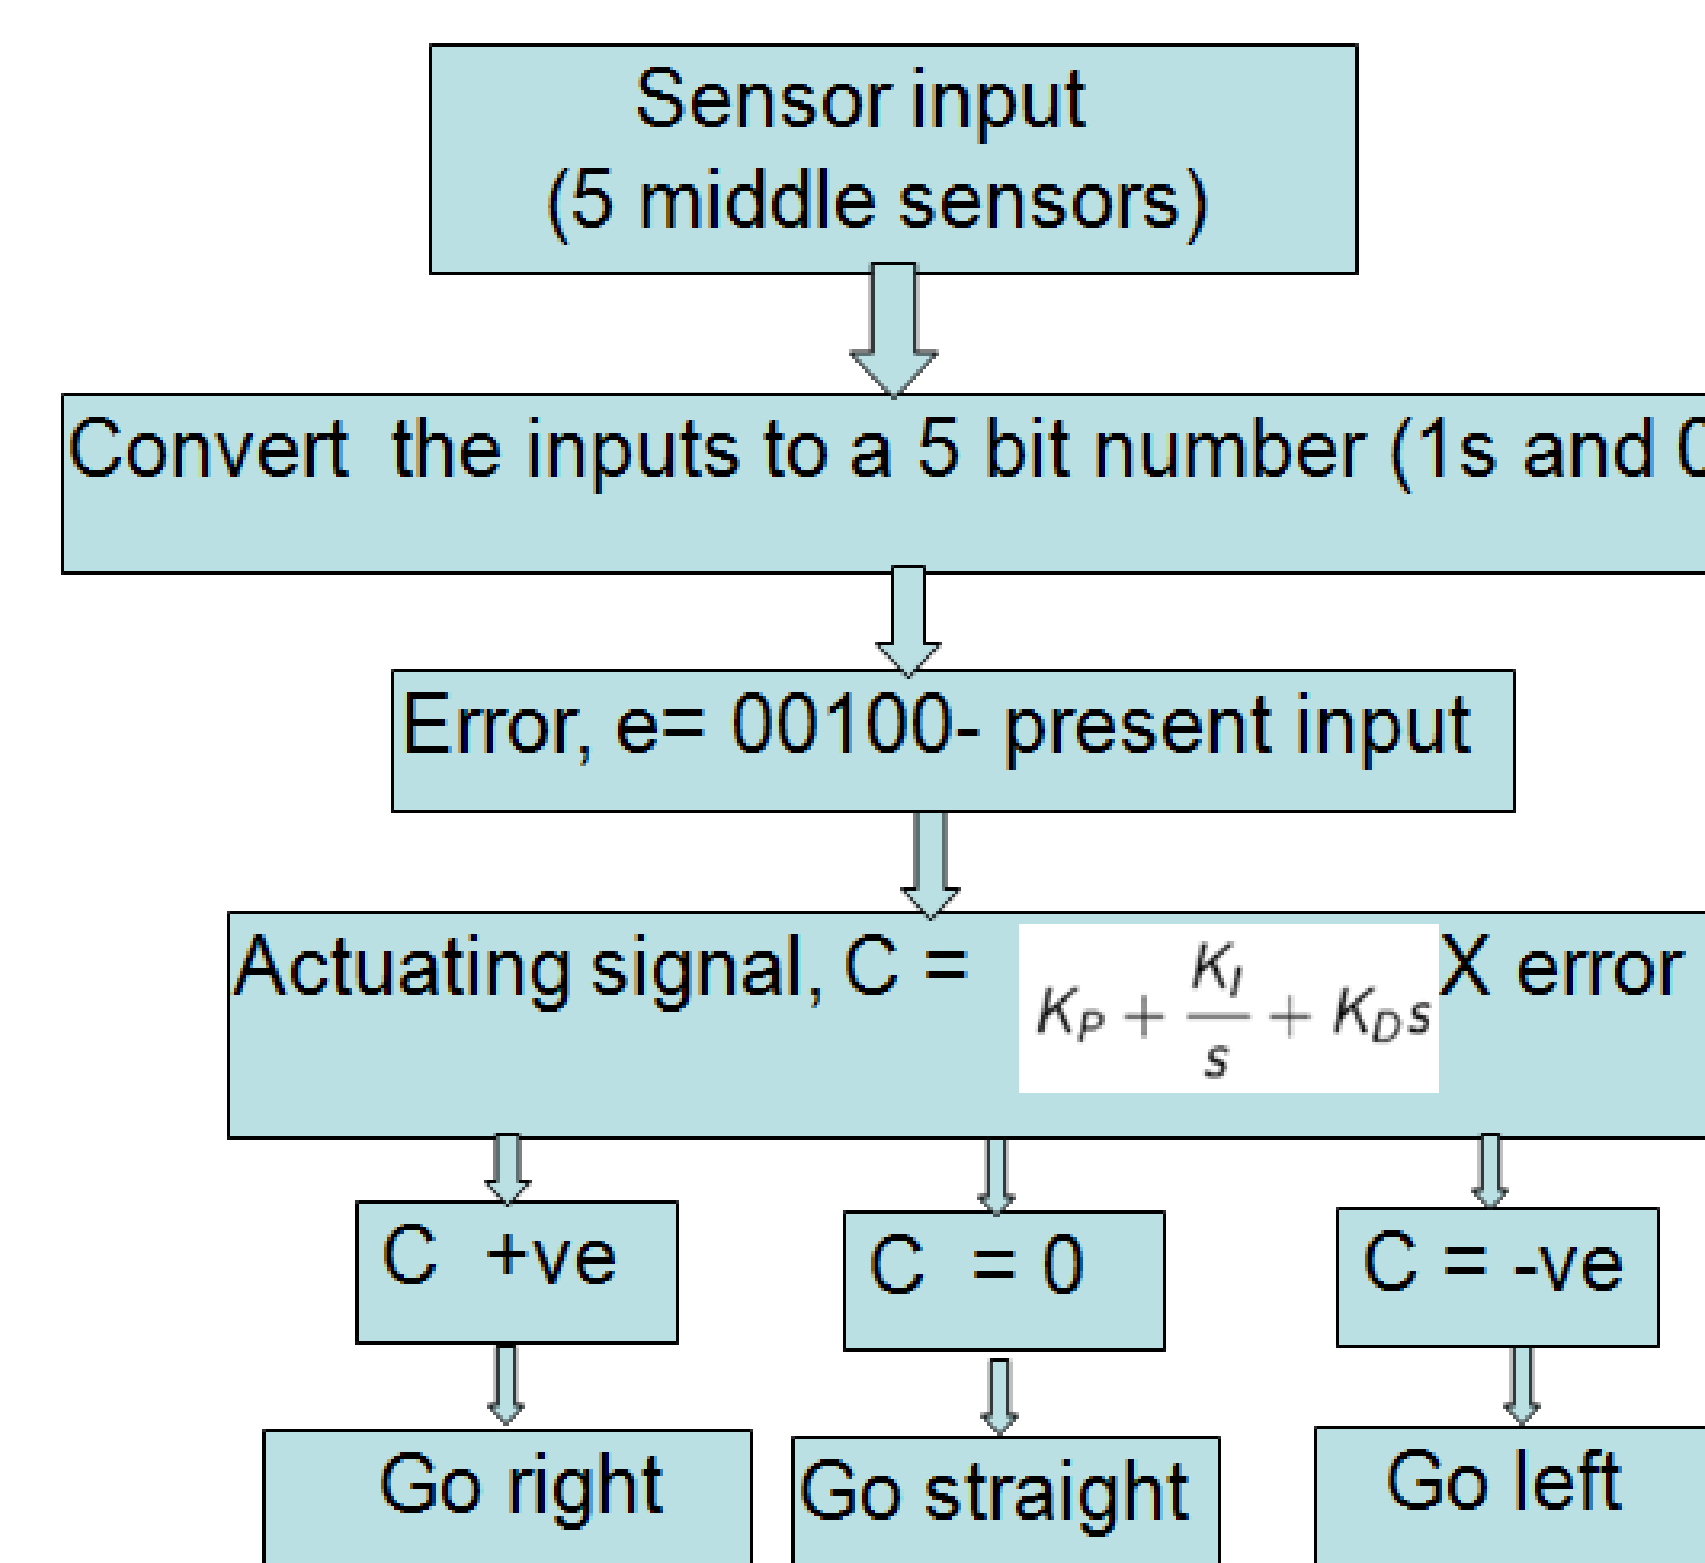 Sensor input
(5 middle sensors)
Convert the inputs to a 5 bit number (1s and
Error, e= 00100- present input
Actuating signal, C = K_P + K_I/s + K_D s X error
C +ve
C = 0
C = -ve
Go right
Go straight
Go left